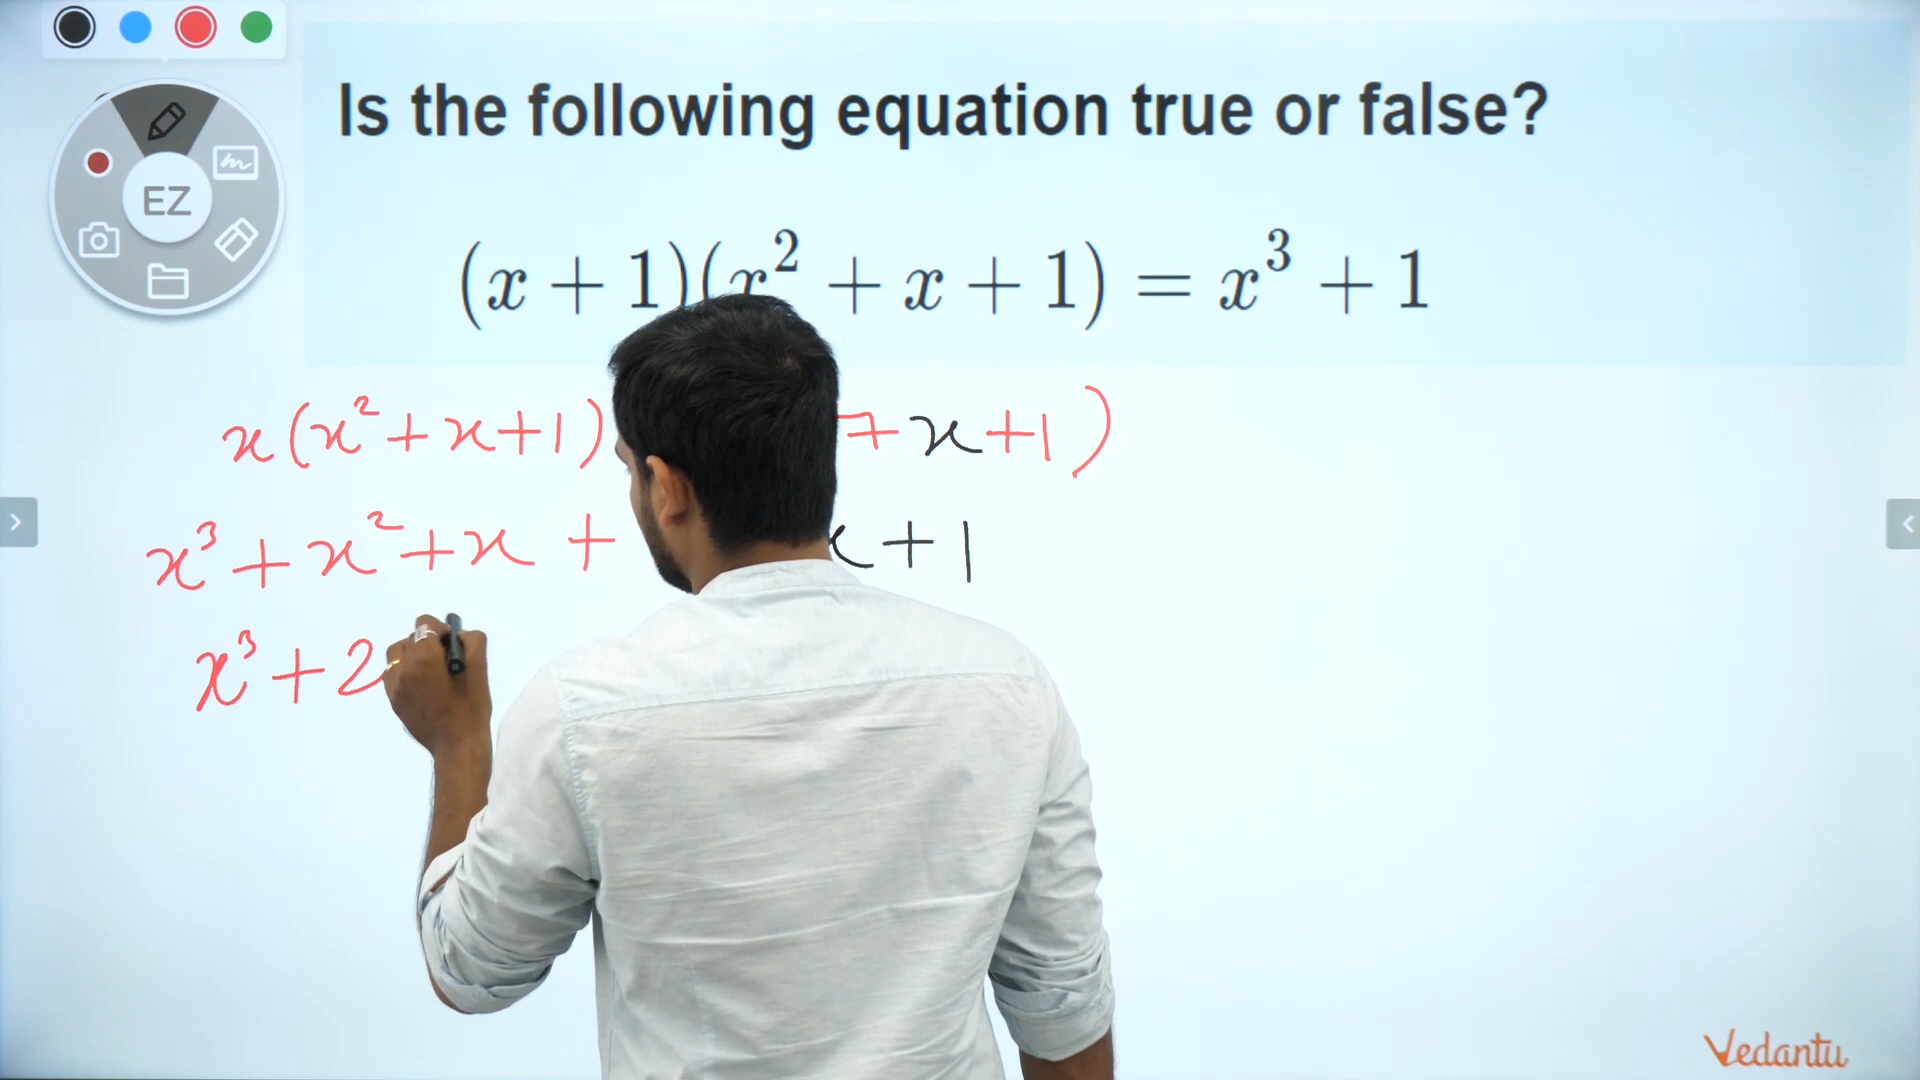 EZ
Is the following equation true or false?
(x + 1)(x² + x + 1) = x³ + 1
x(x²+x+1) + x + 1)
x³ + x² + x + x + 1
x³ + 2
Vedantu